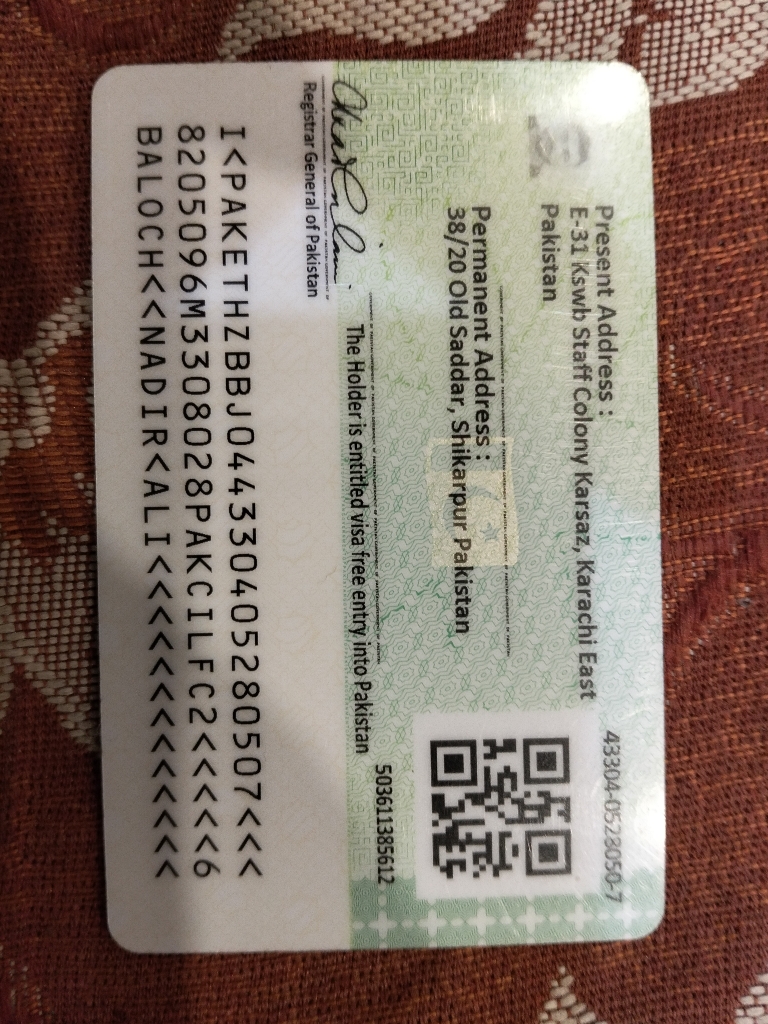 43304-0528050-7
Present Address :
E-31 Kswb Staff Colony Karsaz, Karachi East
Pakistan
Permanent Address :
38/20 Old Saddar, Shikarpur Pakistan
503611385612
The Holder is entitled visa free entry into Pakistan
Registrar General of Pakistan
I<PAKETHZBBJ044330405280507<<<
8205096M3308028PAKCILFC2<<<<<6
BALOCH<<NADIR<ALI<<<<<<<<<<<<<